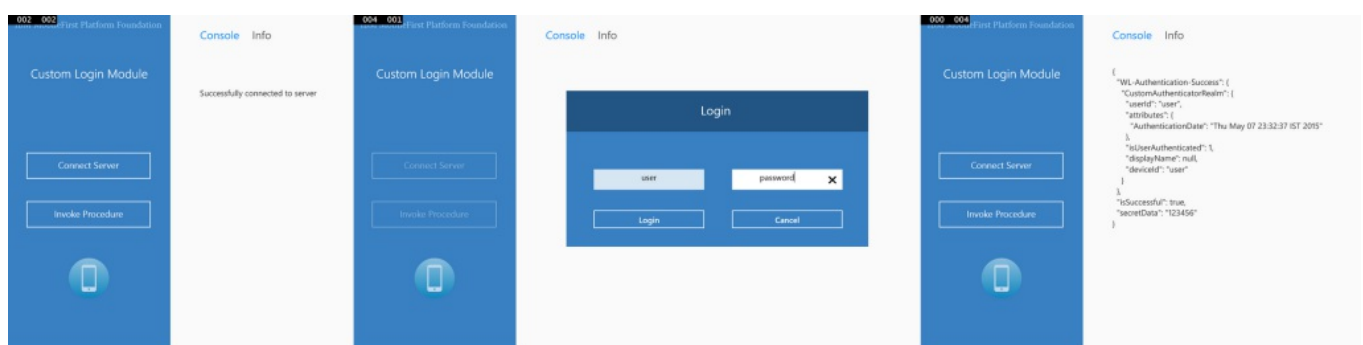 002 002
First Platform Foundation
Console Info
Custom Login Module
Successfully connected to server
Connect Server
Invoke Procedure
004 001
First Platform Foundation
Console Info
Custom Login Module
Login
user password
Login Cancel
Connect Server
Invoke Procedure
000 004
First Platform Foundation
Console Info
Custom Login Module
Connect Server
Invoke Procedure
{
"WL-Authentication-Success": {
"CustomAuthenticatorRealm": {
"userId": "user",
"attributes": {
"AuthenticationDate": "Thu May 07 23:32:37 IST 2015"
},
"isUserAuthenticated": 1,
"displayName": null,
"deviceId": "user"
}
},
"isSuccessful": true,
"secretData": "123456"
}